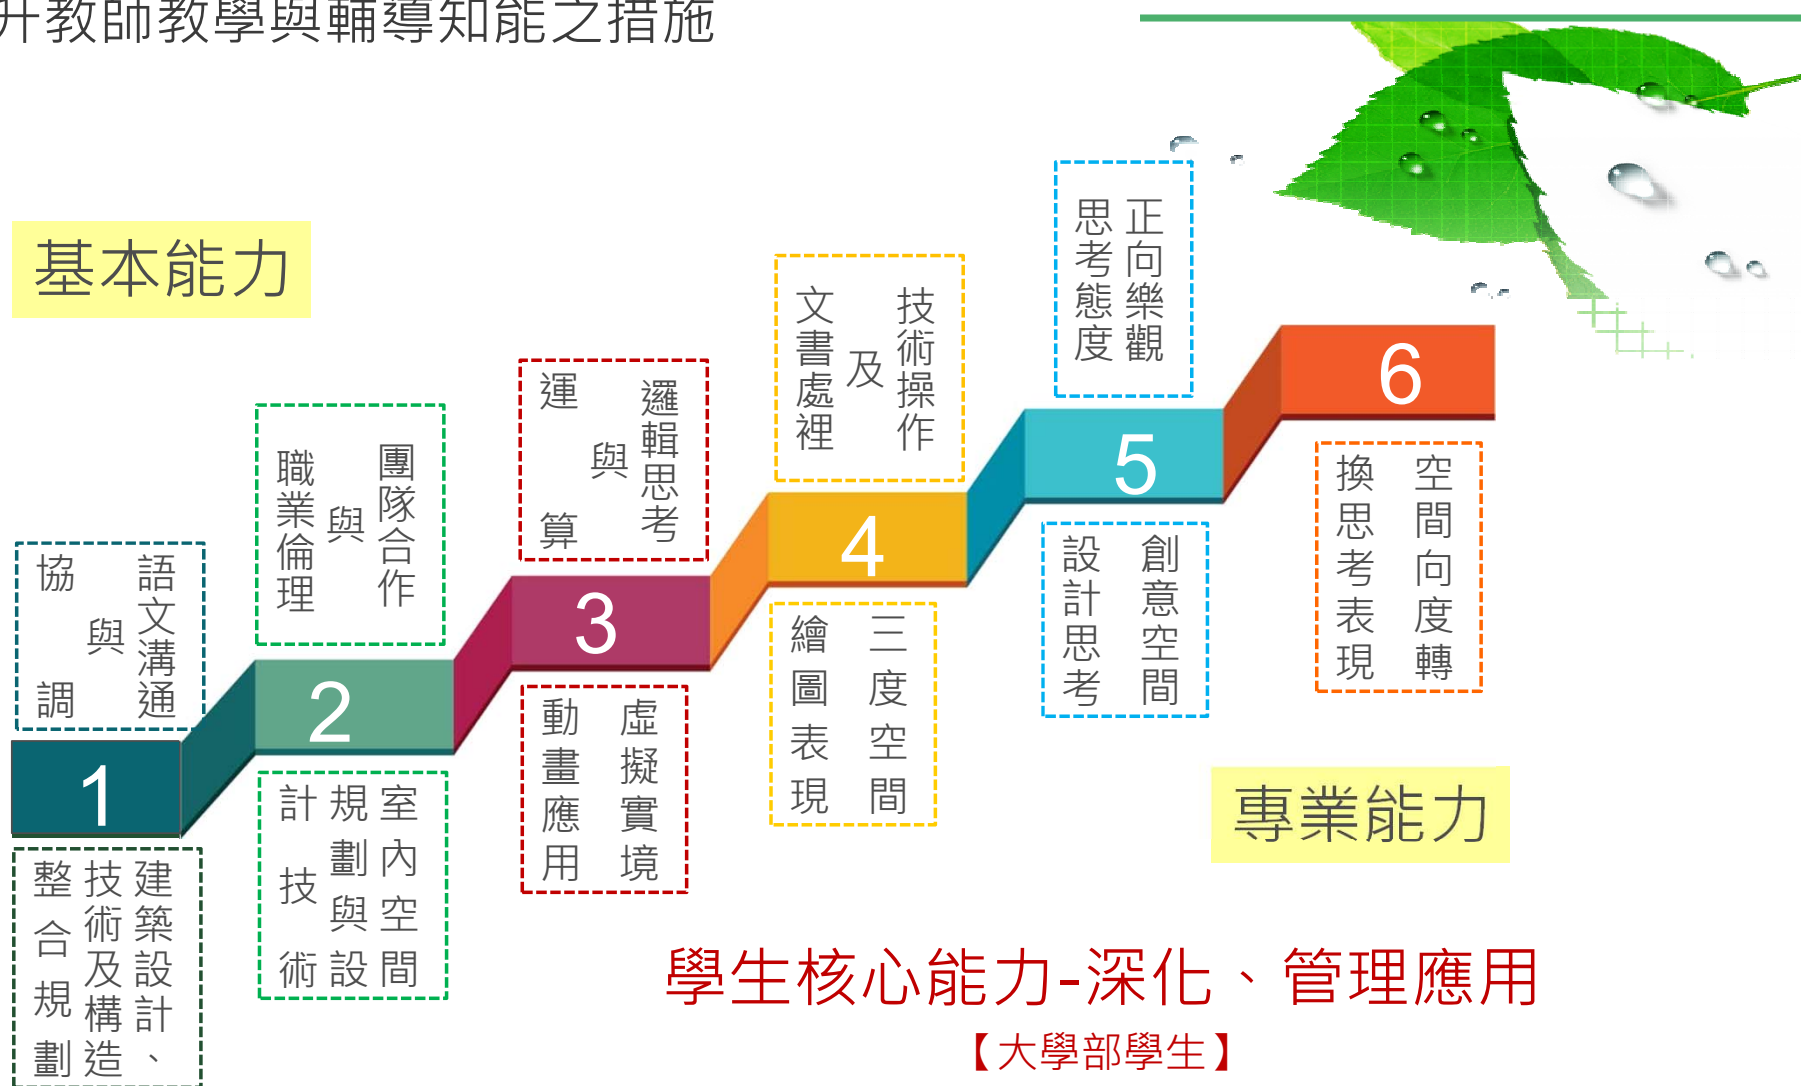 升教師教學與輔導知能之措施
基本能力
語文溝通
與
協調
團隊合作
與
職業倫理
邏輯思考
與
運算
技術操作
及
文書處裡
正向樂觀
思考態度
1
2
3
4
5
6
建築設計、
技術及構造
整合規劃
室內空間
規劃與設
計技術
虛擬實境
動畫應用
三度空間
繪圖表現
創意空間
設計思考
空間向度轉
換思考表現
專業能力
學生核心能力-深化、管理應用
【大學部學生】